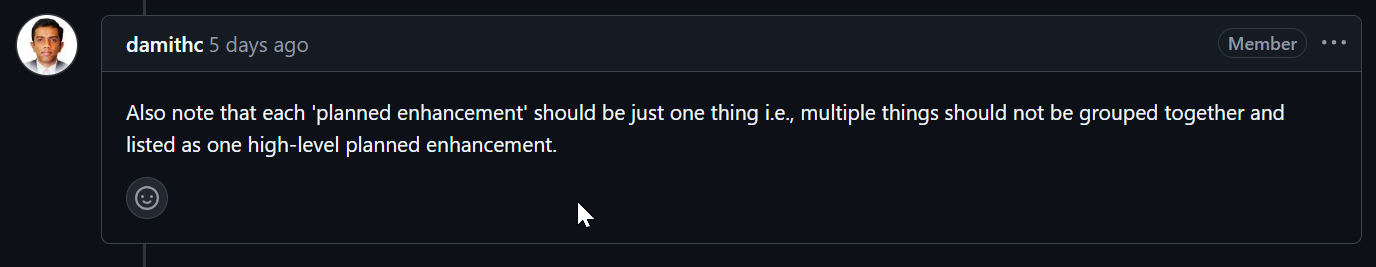 damithc 5 days ago Member
Also note that each 'planned enhancement' should be just one thing i.e., multiple things should not be grouped together and
listed as one high-level planned enhancement.